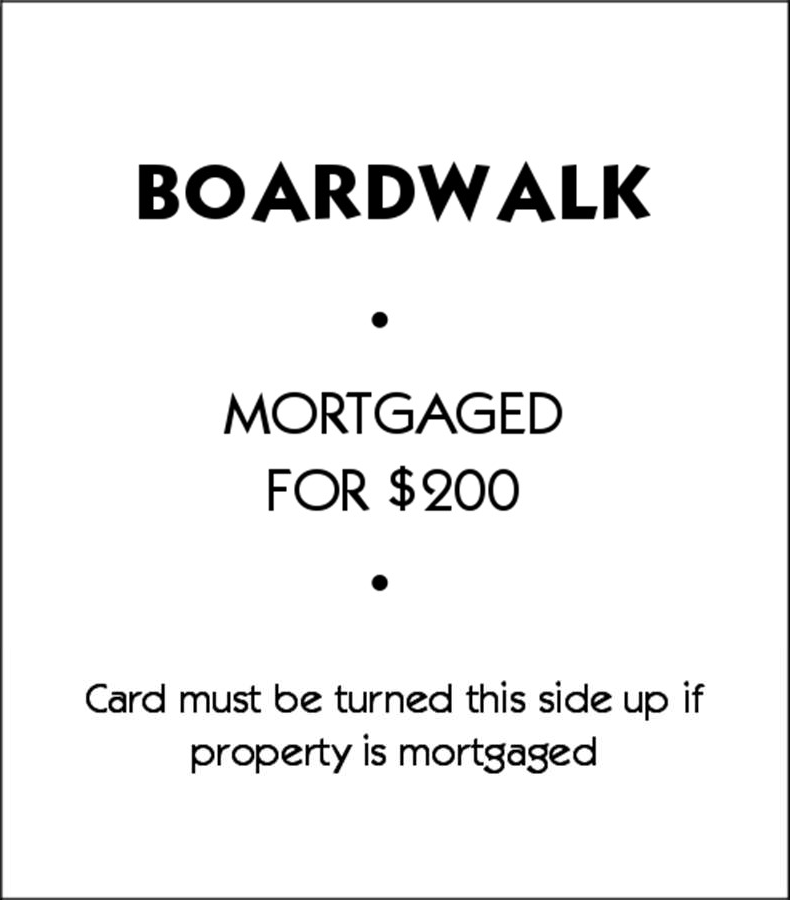 BOARDWALK
•
MORTGAGED
FOR $200
•
Card must be turned this side up if
property is mortgaged